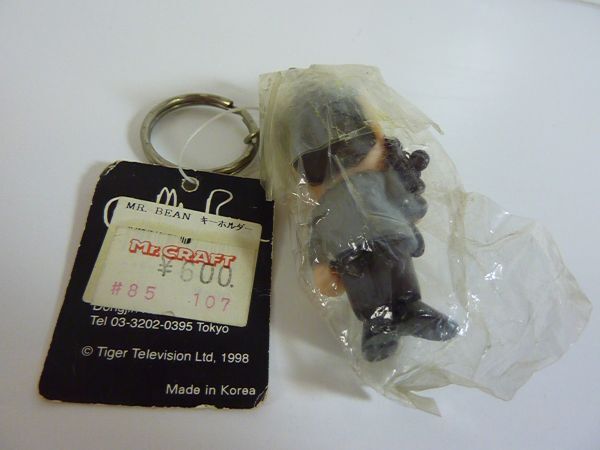 MR. BEAN キーホルダー
MR. CRAFT
¥600
#85 107
Tel 03-3202-0395 Tokyo
© Tiger Television Ltd, 1998
Made in Korea